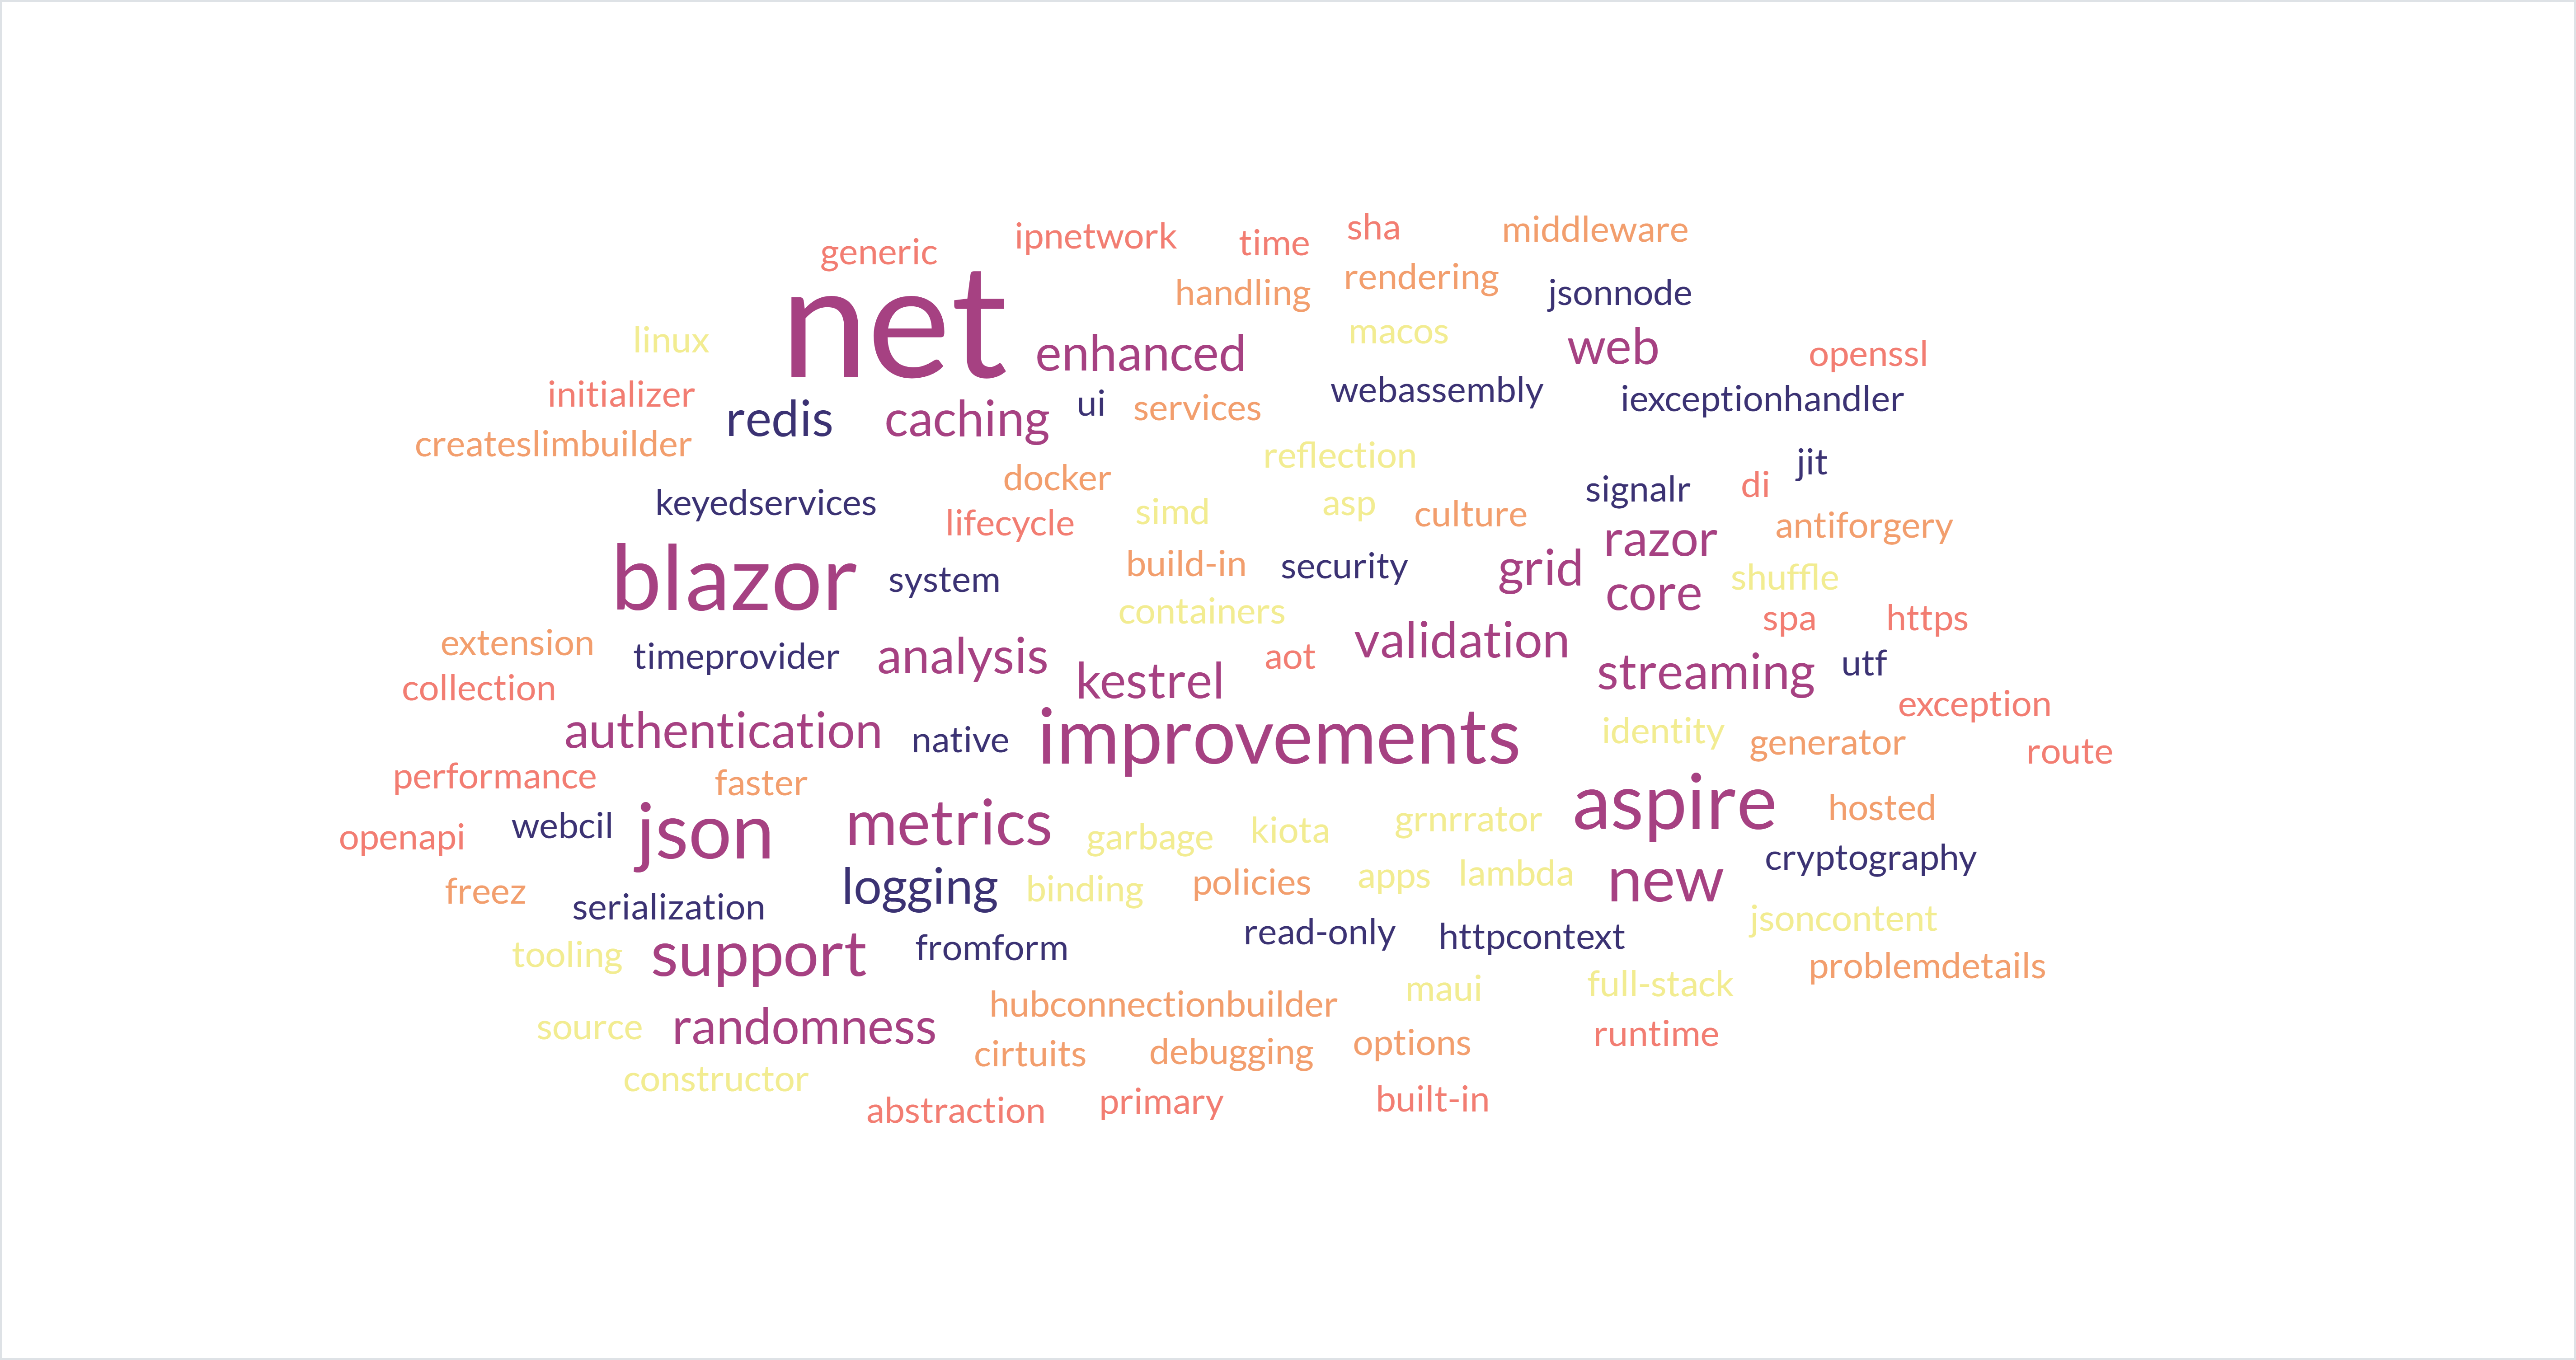 generic ipnetwork time sha middleware
handling rendering jsonnode
net
linux enhanced macos web openssl
initializer redis caching ui services webassembly iexceptionhandler
createslimbuilder reflection jit
docker keyedservices lifecycle simd asp culture signalr di antiforgery
razor
blazor system build-in security grid core shuffle
containers spa https
extension timeprovider analysis kestrel aot validation streaming utf
collection exception
authentication native improvements identity generator route
performance faster
openapi webcil json metrics garbage kiota grnrrator aspire hosted
freez serialization logging binding policies apps lambda new cryptography
tooling support fromform read-only httpcontext jsoncontent
problemdetails
source randomness hubconnectionbuilder maui full-stack
constructor cirtuits debugging options runtime
abstraction primary built-in